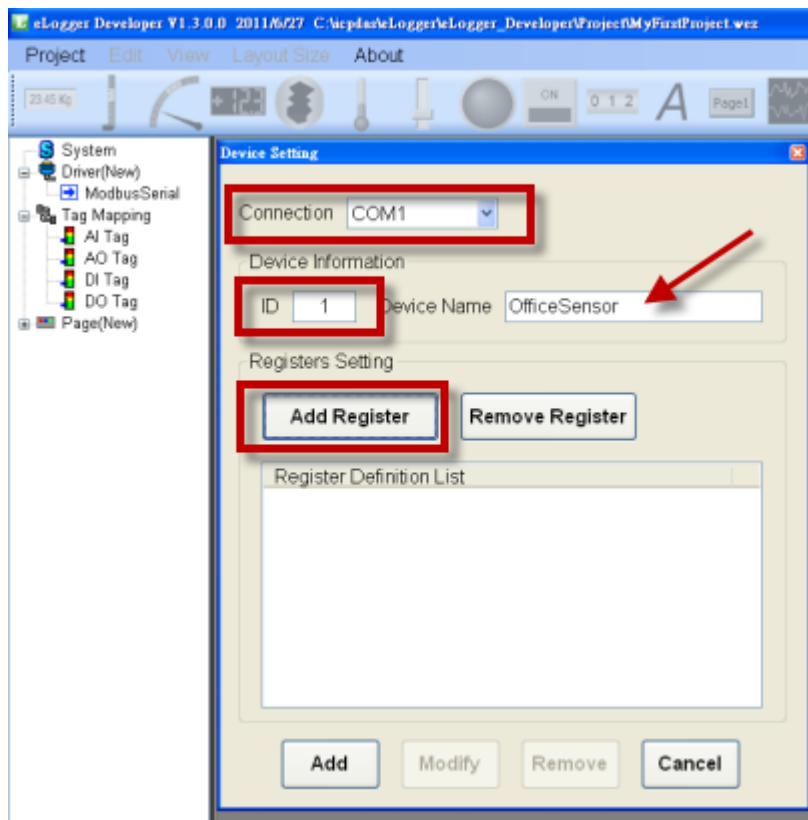 eLogger Developer V1.3.0.0 2011/6/27 C:\icpdas\eLogger\eLogger_Developer\Project\MyFirstProject.wez
Project Edit View Layout Size About
23.45 Kg
ON
0 1 2
A
Page1
System
Driver(New)
ModbusSerial
Tag Mapping
AI Tag
AO Tag
DI Tag
DO Tag
Page(New)
Device Setting
Connection COM1
Device Information
ID 1 Device Name OfficeSensor
Registers Setting
Add Register Remove Register
Register Definition List
Add Modify Remove Cancel